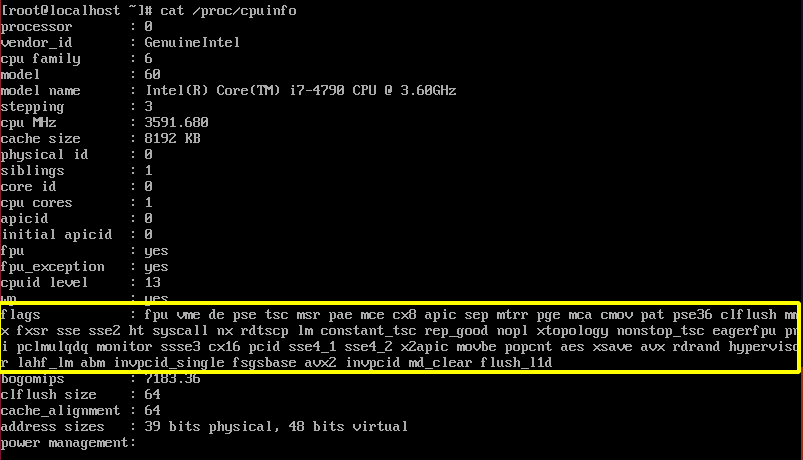 [root@localhost ~]# cat /proc/cpuinfo
processor : 0
vendor_id : GenuineIntel
cpu family : 6
model : 60
model name : Intel(R) Core(TM) i7-4790 CPU @ 3.60GHz
stepping : 3
cpu MHz : 3591.680
cache size : 8192 KB
physical id : 0
siblings : 1
core id : 0
cpu cores : 1
apicid : 0
initial apicid : 0
fpu : yes
fpu_exception : yes
cpuid level : 13
wp : yes
flags : fpu vme de pse tsc msr pae mce cx8 apic sep mtrr pge mca cmov pat pse36 clflush mm
x fxsr sse sse2 ht syscall nx rdtscp lm constant_tsc rep_good nopl xtopology nonstop_tsc eagerfpu pn
i pclmulqdq monitor ssse3 cx16 pcid sse4_1 sse4_2 x2apic movbe popcnt aes xsave avx rdrand hyperviso
r lahf_lm abm invpcid_single fsgsbase avx2 invpcid md_clear flush_l1d
bogomips : 7183.36
clflush size : 64
cache_alignment : 64
address sizes : 39 bits physical, 48 bits virtual
power management: